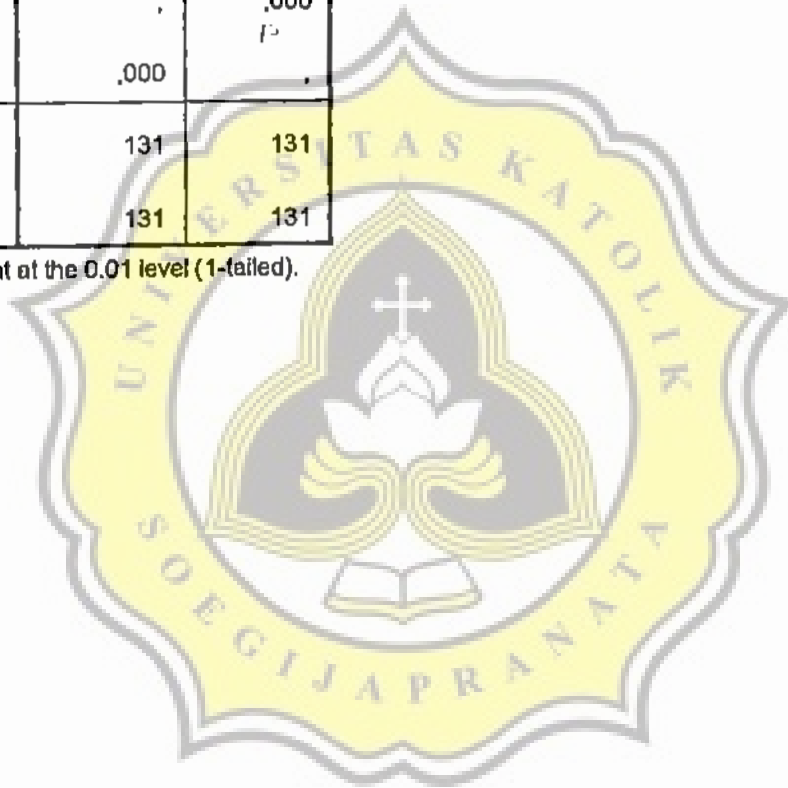 . .000
P
.000 .
131 131
131 131
at the 0.01 level (1-tailed).
UNIVERSITAS KATOLIK
SOEGIJAPRANATA